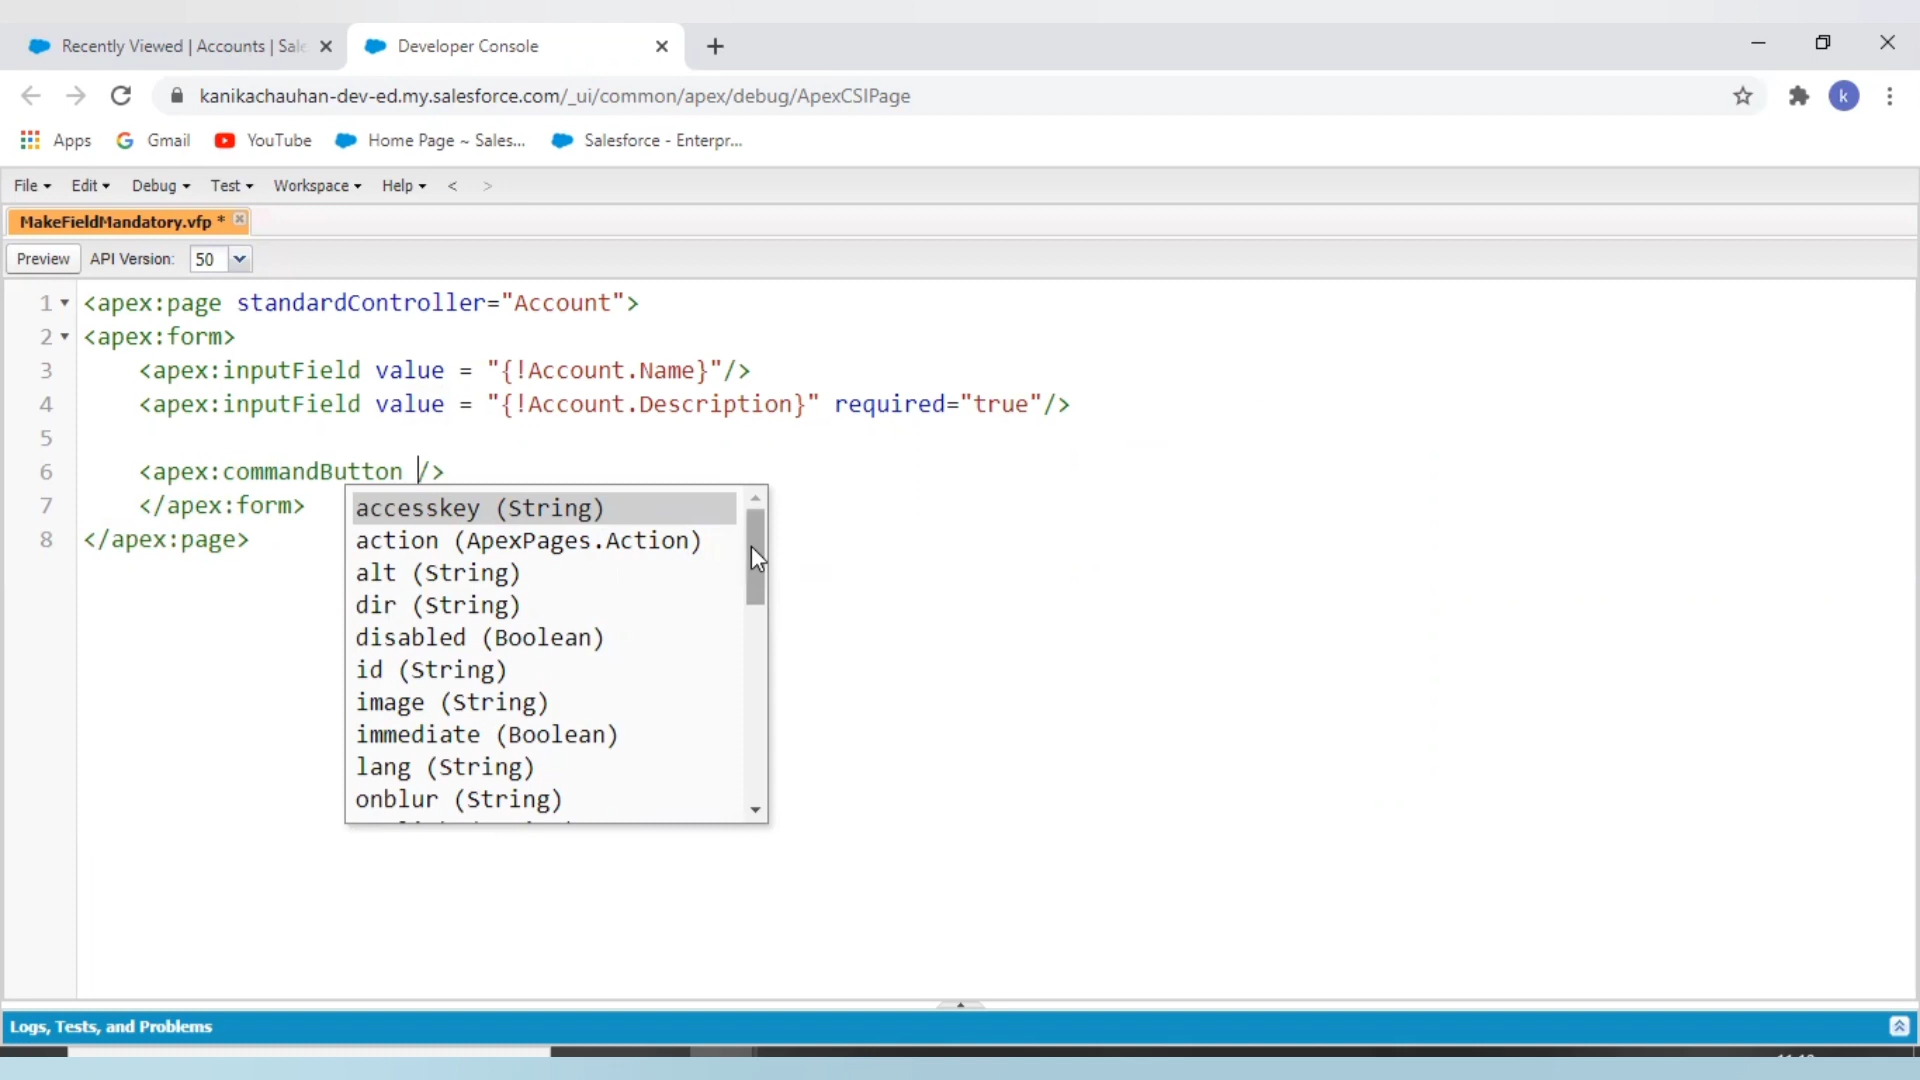 Recently Viewed | Accounts | Sale
Developer Console
kanikachauhan-dev-ed.my.salesforce.com/_ui/common/apex/debug/ApexCSIPage
k
Apps
Gmail
YouTube
Home Page ~ Sales...
Salesforce - Enterpr...
File Edit Debug Test Workspace Help < >
MakeFieldMandatory.vfp *
Preview API Version: 50
1 <apex:page standardController="Account">
2 <apex:form>
3 <apex:inputField value = "{!Account.Name}"/>
4 <apex:inputField value = "{!Account.Description}" required="true"/>
5
6 <apex:commandButton />
7 </apex:form>
8 </apex:page>
accesskey (String)
action (ApexPages.Action)
alt (String)
dir (String)
disabled (Boolean)
id (String)
image (String)
immediate (Boolean)
lang (String)
onblur (String)
Logs, Tests, and Problems